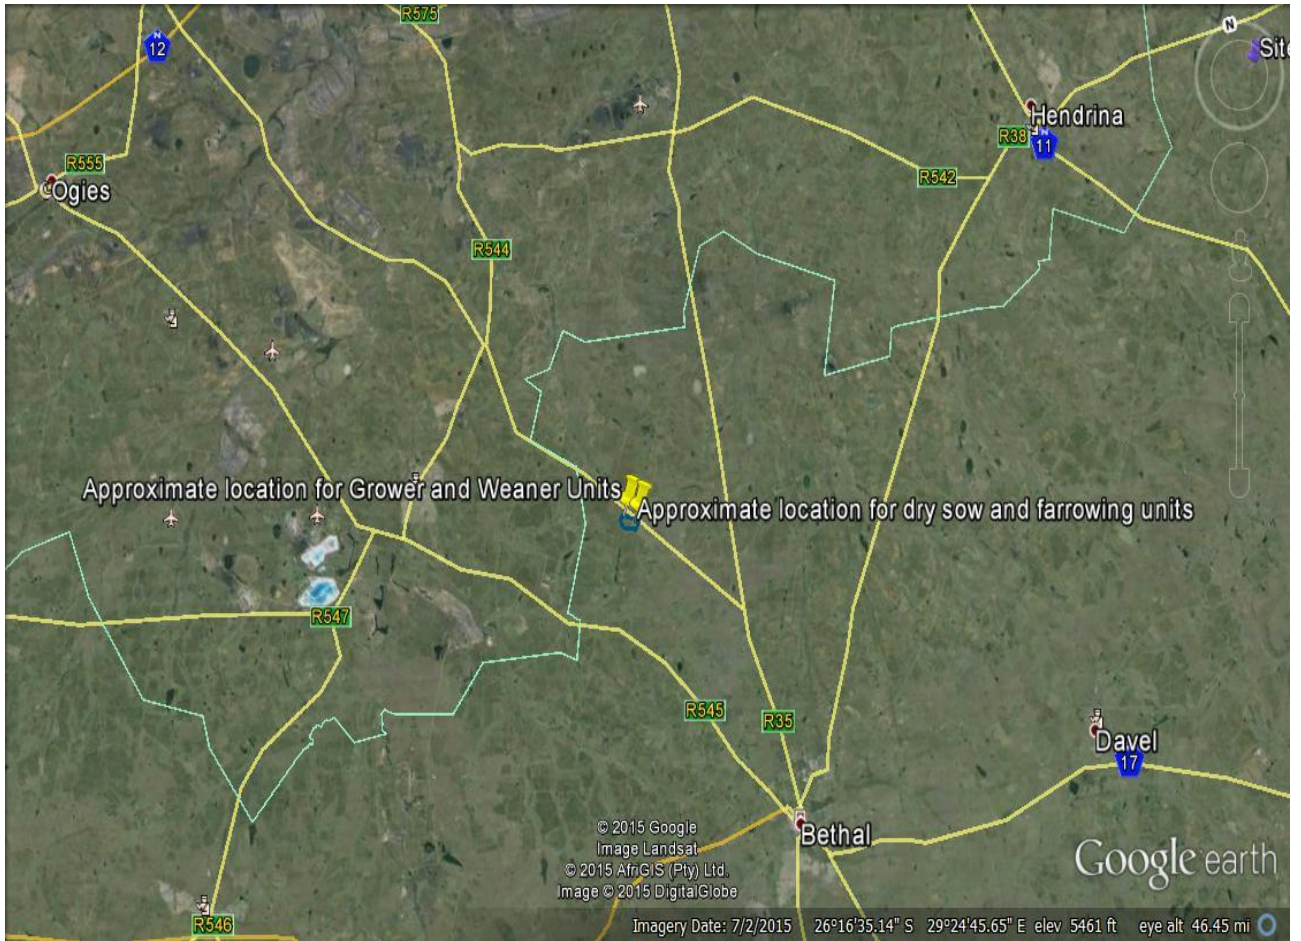 R575
12
N
Site
Hendrina
R38
N
11
R555
Ogies
R542
R544
Approximate location for Grower and Weaner Units
Approximate location for dry sow and farrowing units
R547
R545
R35
Davel
17
Bethal
© 2015 Google
Image Landsat
© 2015 AfriGIS (Pty) Ltd.
Image © 2015 DigitalGlobe
Google earth
R546
Imagery Date: 7/2/2015 26°16'35.14" S 29°24'45.65" E elev 5461 ft eye alt 46.45 mi